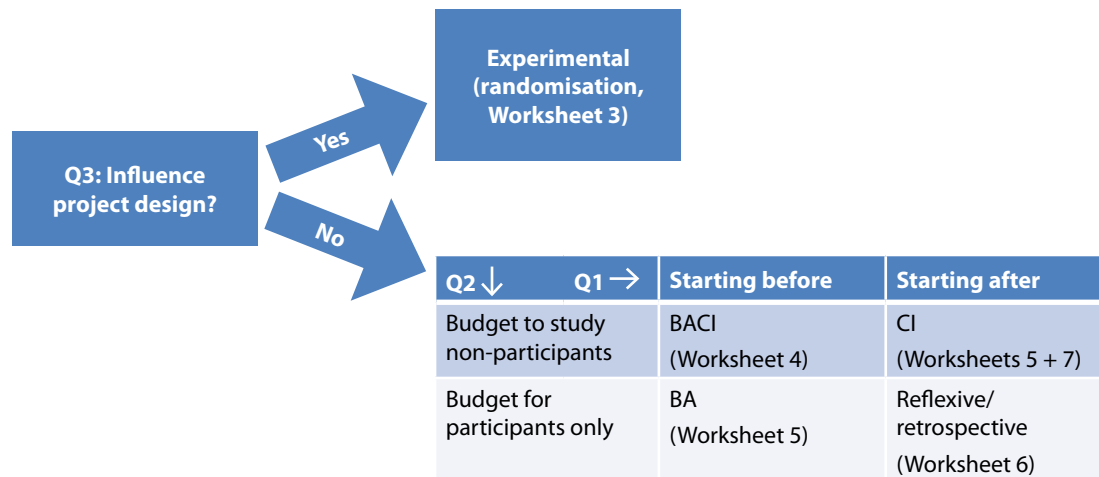 Experimental
(randomisation,
Worksheet 3)
Yes
Q3: Influence
project design?
No
Q2 ↓ Q1 → Starting before Starting after
Budget to study
non-participants
BACI
(Worksheet 4)
CI
(Worksheets 5 + 7)
Budget for
participants only
BA
(Worksheet 5)
Reflexive/
retrospective
(Worksheet 6)